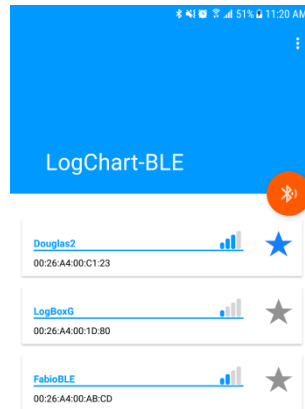 51% 11:20 AM
LogChart-BLE
Douglas2
00:26:A4:00:C1:23
LogBoxG
00:26:A4:00:1D:80
FabioBLE
00:26:A4:00:AB:CD